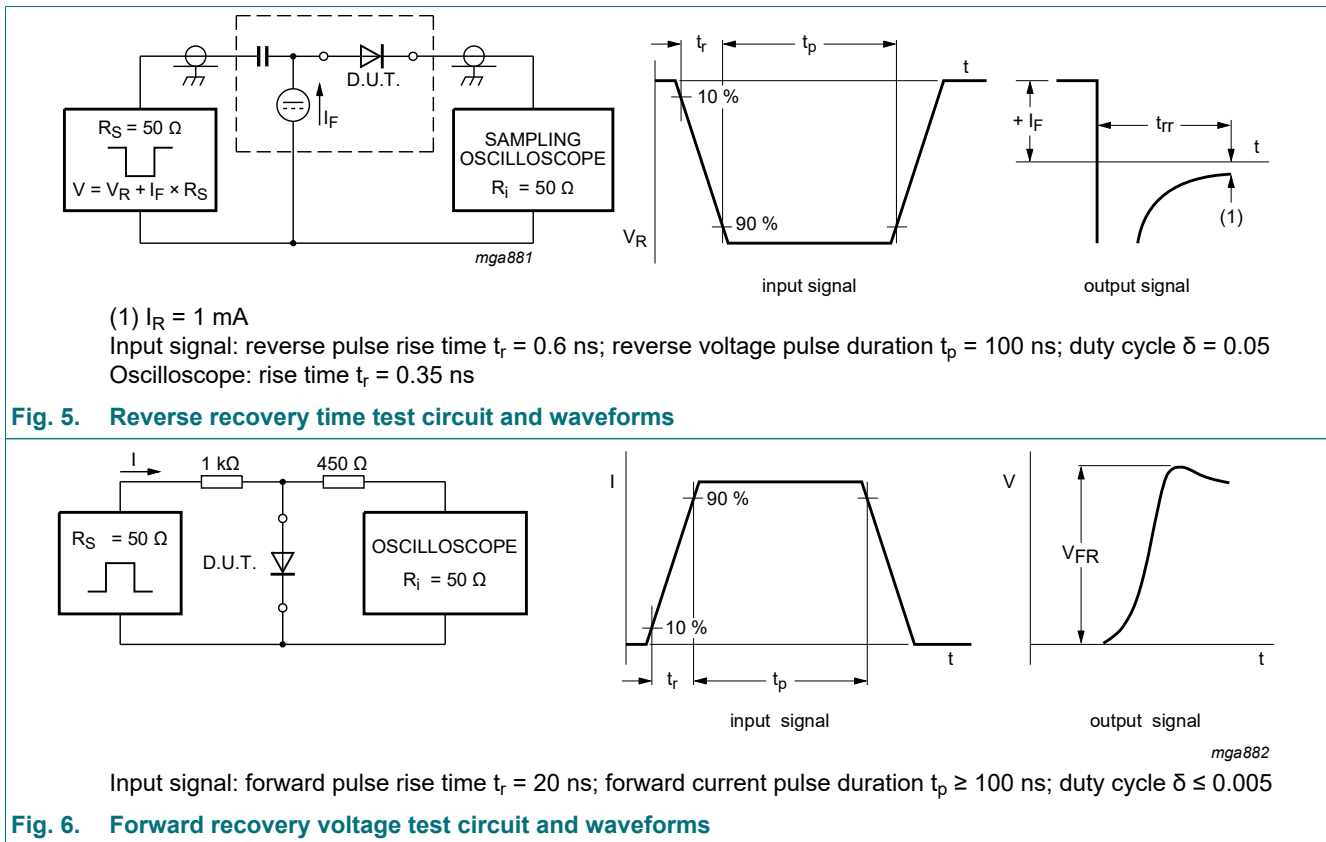 D.U.T.
I_F
R_S = 50 Ω
V = V_R + I_F × R_S
SAMPLING
OSCILLOSCOPE
R_i = 50 Ω
mga881
t_r
t_p
t
10 %
90 %
V_R
input signal
+ I_F
t_rr
t
(1)
output signal
(1) I_R = 1 mA
Input signal: reverse pulse rise time t_r = 0.6 ns; reverse voltage pulse duration t_p = 100 ns; duty cycle δ = 0.05
Oscilloscope: rise time t_r = 0.35 ns
Fig. 5. Reverse recovery time test circuit and waveforms
I
1 kΩ
450 Ω
R_S = 50 Ω
D.U.T.
OSCILLOSCOPE
R_i = 50 Ω
I
90 %
10 %
t
t_r
t_p
input signal
V
V_FR
t
output signal
mga882
Input signal: forward pulse rise time t_r = 20 ns; forward current pulse duration t_p ≥ 100 ns; duty cycle δ ≤ 0.005
Fig. 6. Forward recovery voltage test circuit and waveforms